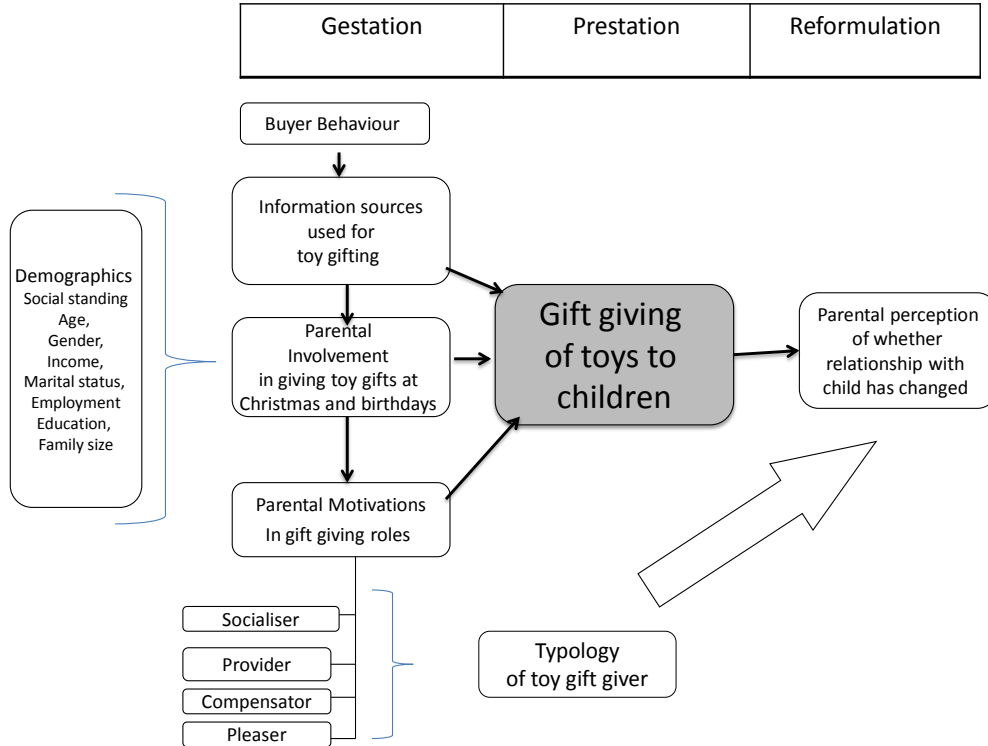 Gestation
Prestation
Reformulation
Buyer Behaviour
Information sources
used for
toy gifting
Demographics
Social standing
Age,
Gender,
Income,
Marital status,
Employment
Education,
Family size
Parental
Involvement
in giving toy gifts at
Christmas and birthdays
Gift giving
of toys to
children
Parental perception
of whether
relationship with
child has changed
Parental Motivations
In gift giving roles
Socialiser
Provider
Compensator
Pleaser
Typology
of toy gift giver